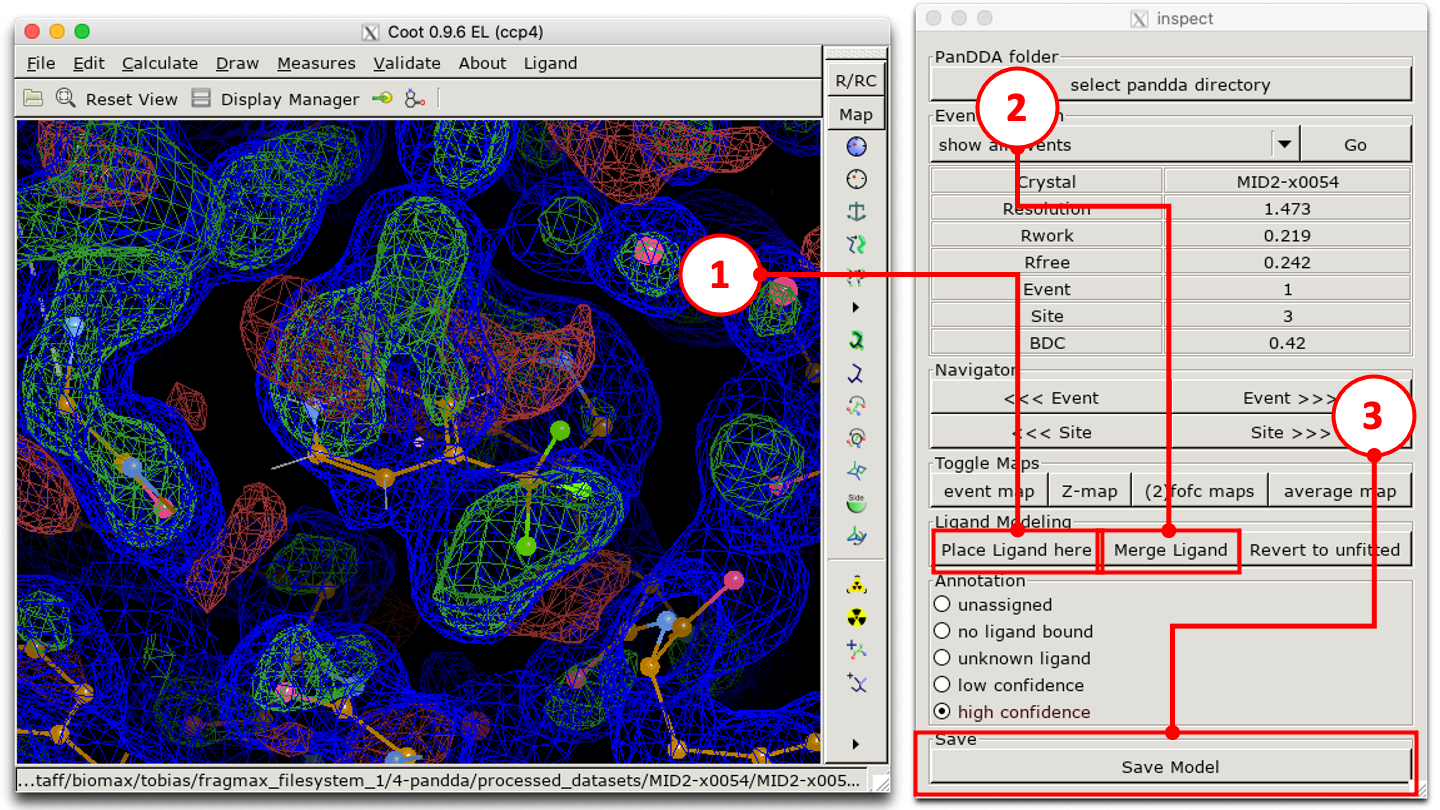 Coot 0.9.6 EL (ccp4)
File Edit Calculate Draw Measures Validate About Ligand
Reset View Display Manager
R/RC
Map
Side
...taff/biomax/tobias/fragmax_filesystem_1/4-pandda/processed_datasets/MID2-x0054/MID2-x005...
1
inspect
PanDDA folder
select pandda directory
2
show all Go
Crystal MID2-x0054
Resolution 1.473
Rwork 0.219
Rfree 0.242
Event 1
Site 3
BDC 0.42
Navigator
<<< Event Event >>>
<<< Site Site >>>
3
Toggle Maps
event map Z-map (2)fofc maps average map
Ligand Modeling
Place Ligand here Merge Ligand Revert to unfitted
Annotation
unassigned
no ligand bound
unknown ligand
low confidence
high confidence
Save
Save Model